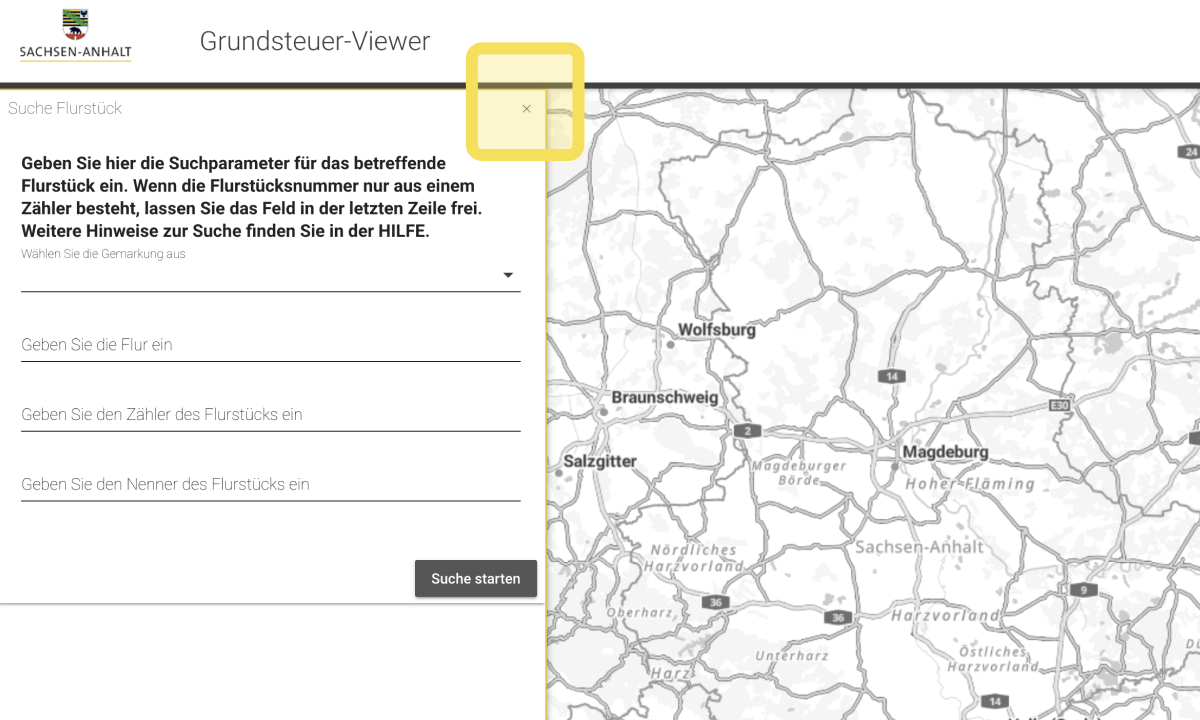 SACHSEN-ANHALT
Grundsteuer-Viewer
Suche Flurstück
×
Geben Sie hier die Suchparameter für das betreffende
Flurstück ein. Wenn die Flurstücksnummer nur aus einem
Zähler besteht, lassen Sie das Feld in der letzten Zeile frei.
Weitere Hinweise zur Suche finden Sie in der HILFE.
Wählen Sie die Gemarkung aus
Geben Sie die Flur ein
Geben Sie den Zähler des Flurstücks ein
Geben Sie den Nenner des Flurstücks ein
Suche starten
24
Wolfsburg
14
Braunschweig
E30
2
Magdeburg
Salzgitter
Magdeburger
Börde
Hoher Fläming
Nördliches
Harzvorland
Sachsen-Anhalt
9
36
Oberharz
36
Harzvorland
Unterharz
Östliches
Harzvorland
Harz
14